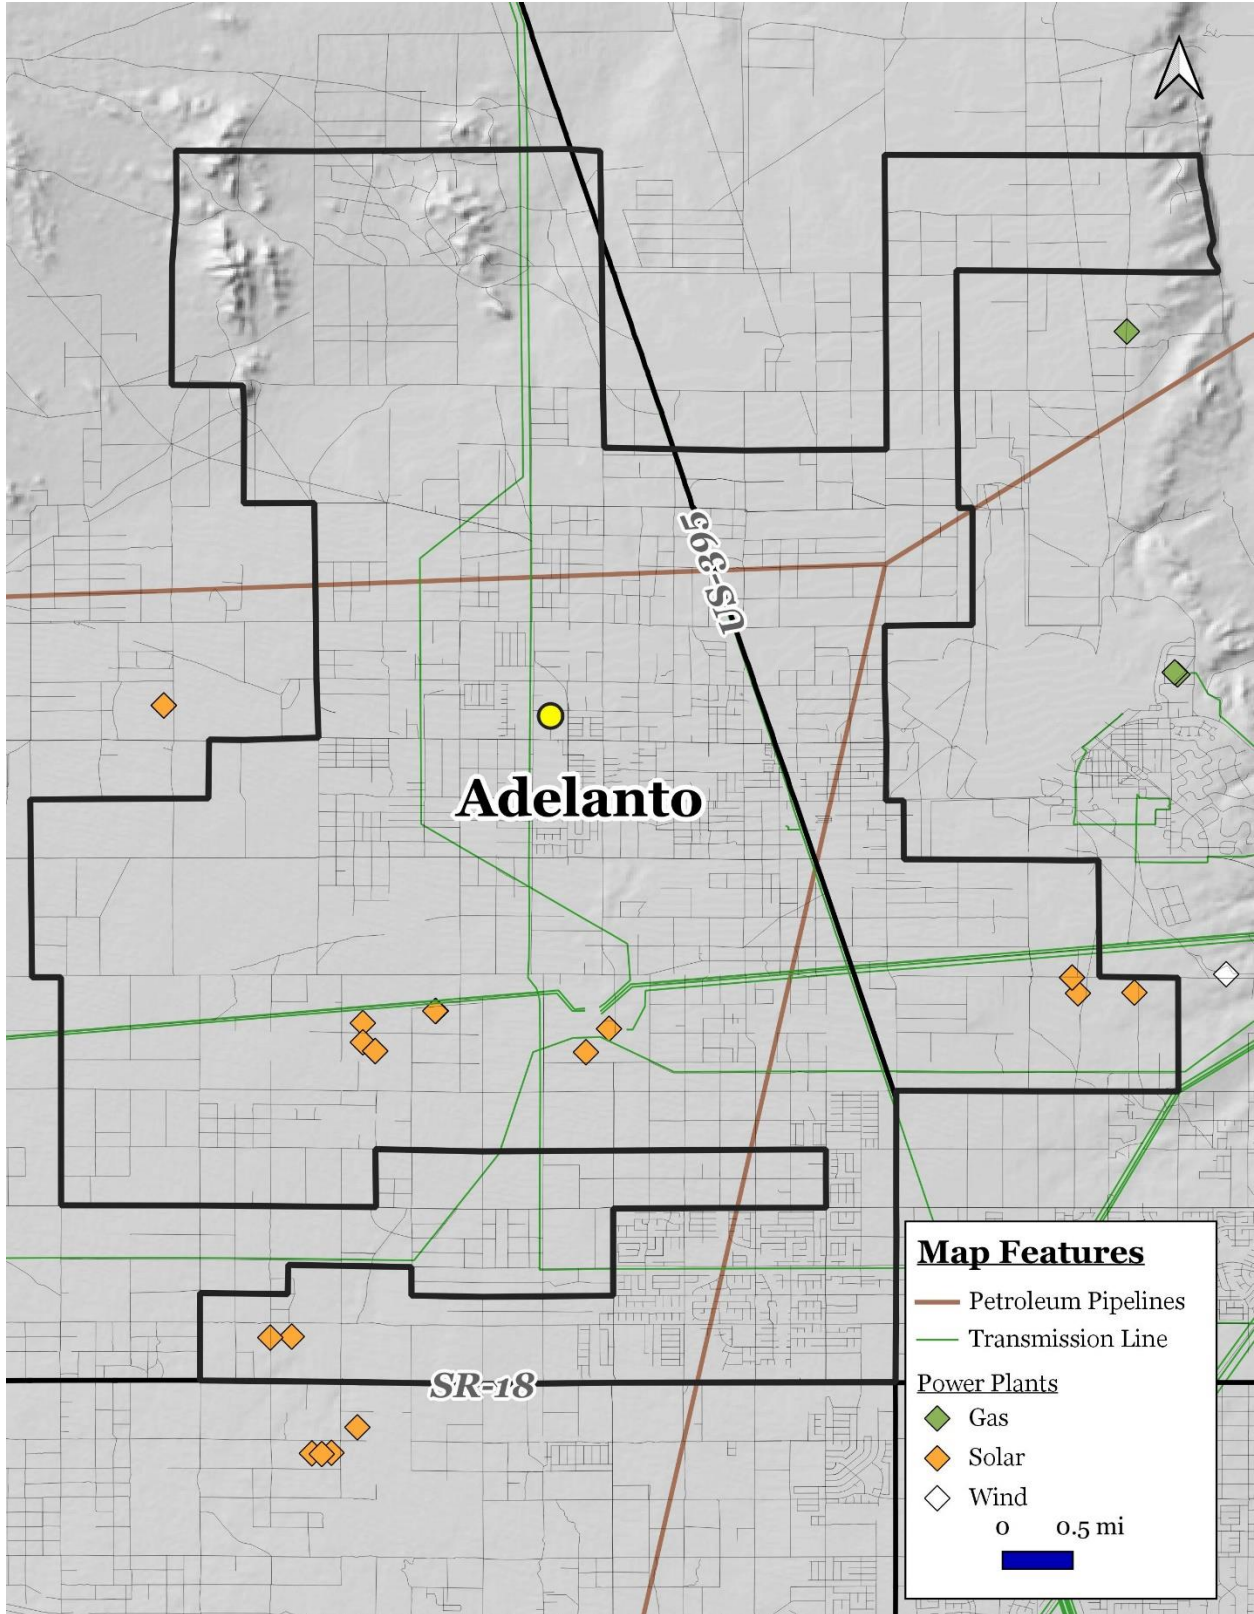 US-395
Adelanto
SR-18
Map Features
Petroleum Pipelines
Transmission Line
Power Plants
Gas
Solar
Wind
0 0.5 mi